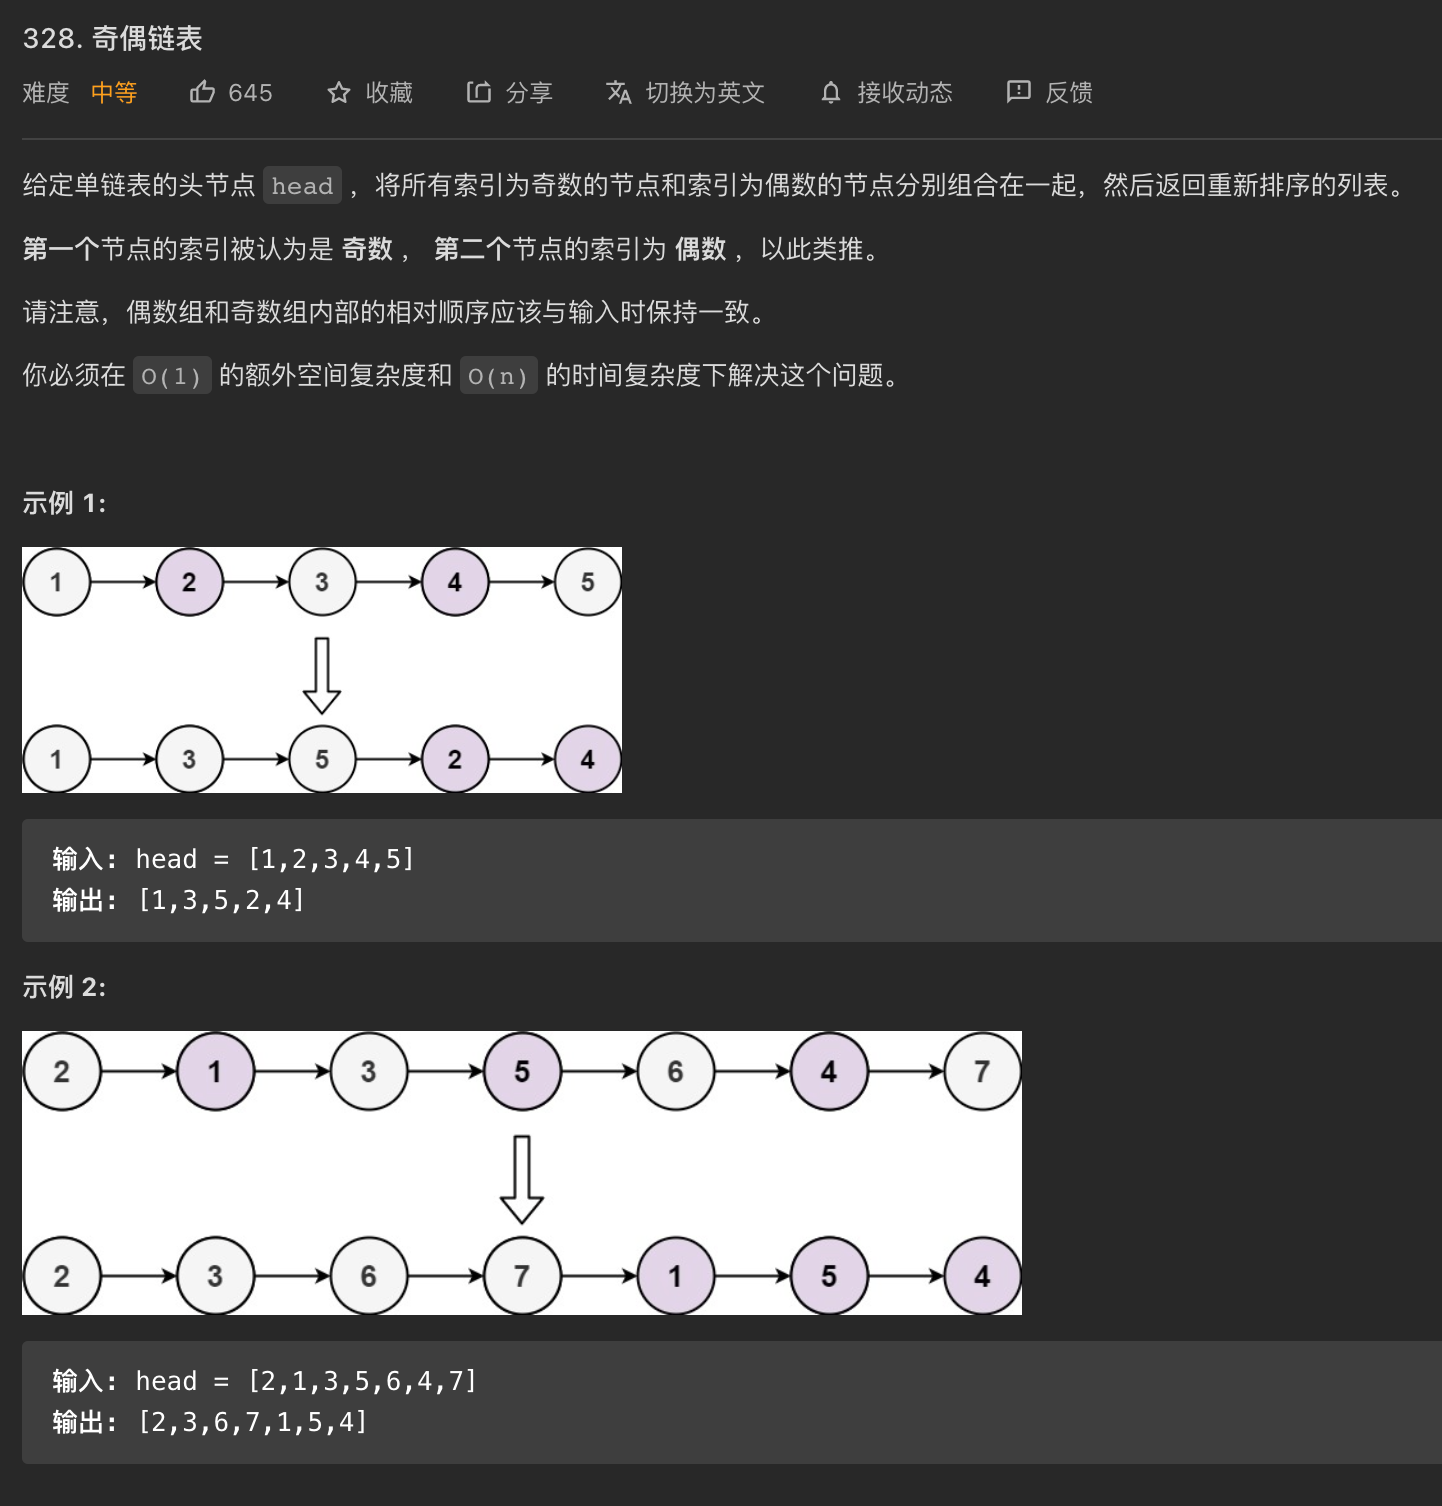 328. 奇偶链表
难度 中等 645 收藏 分享 切换为英文 接收动态 反馈
给定单链表的头节点 head ，将所有索引为奇数的节点和索引为偶数的节点分别组合在一起，然后返回重新排序的列表。
第一个节点的索引被认为是 奇数 ， 第二个节点的索引为 偶数 ，以此类推。
请注意，偶数组和奇数组内部的相对顺序应该与输入时保持一致。
你必须在 O(1) 的额外空间复杂度和 O(n) 的时间复杂度下解决这个问题。
示例 1:
1 2 3 4 5
1 3 5 2 4
输入: head = [1,2,3,4,5]
输出: [1,3,5,2,4]
示例 2:
2 1 3 5 6 4 7
2 3 6 7 1 5 4
输入: head = [2,1,3,5,6,4,7]
输出: [2,3,6,7,1,5,4]